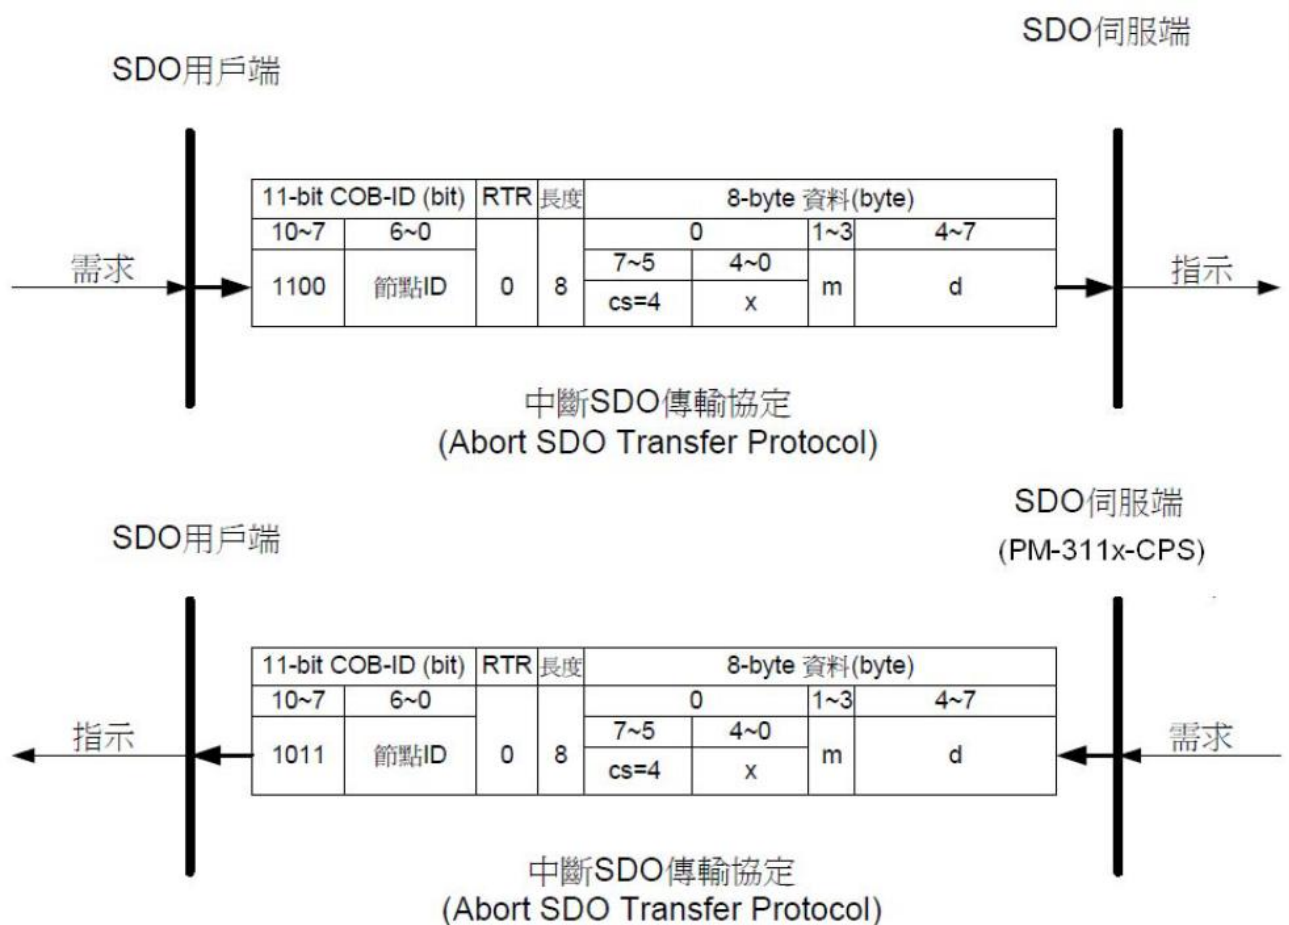 SDO伺服端
SDO用戶端
11-bit COB-ID (bit) RTR 長度 8-byte 資料(byte)
10~7 6~0 0 1~3 4~7
7~5 4~0
需求 1100 節點ID 0 8 m d 指示
cs=4 x
中斷SDO傳輸協定
(Abort SDO Transfer Protocol)
SDO伺服端
SDO用戶端
(PM-311x-CPS)
11-bit COB-ID (bit) RTR 長度 8-byte 資料(byte)
10~7 6~0 0 1~3 4~7
7~5 4~0
指示 1011 節點ID 0 8 m d 需求
cs=4 x
中斷SDO傳輸協定
(Abort SDO Transfer Protocol)